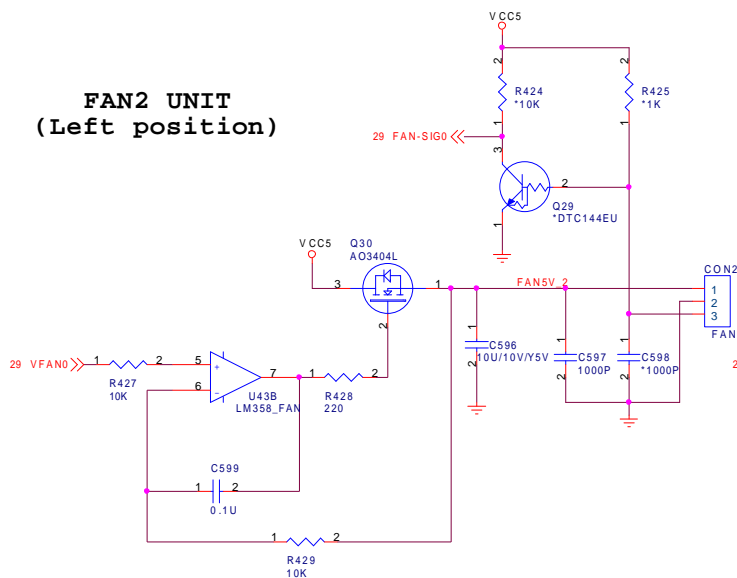 VCC5
FAN2 UNIT
(Left position)
2
R424
*10K
1
2
R425
*1K
1
29 FAN-SIG0
3
2
Q29
*DTC144EU
1
VCC5
Q30
AO3404L
3
1
2
FAN5V_2
CON2
1
2
3
FAN
1
C596
10U/10V/Y5V
2
1
C597
1000P
2
1
C598
*1000P
2
2
29 VFAN0
1
2
R427
10K
5
+
6
-
7
U43B
LM358_FAN
1
2
R428
220
C599
1
2
0.1U
1
2
R429
10K